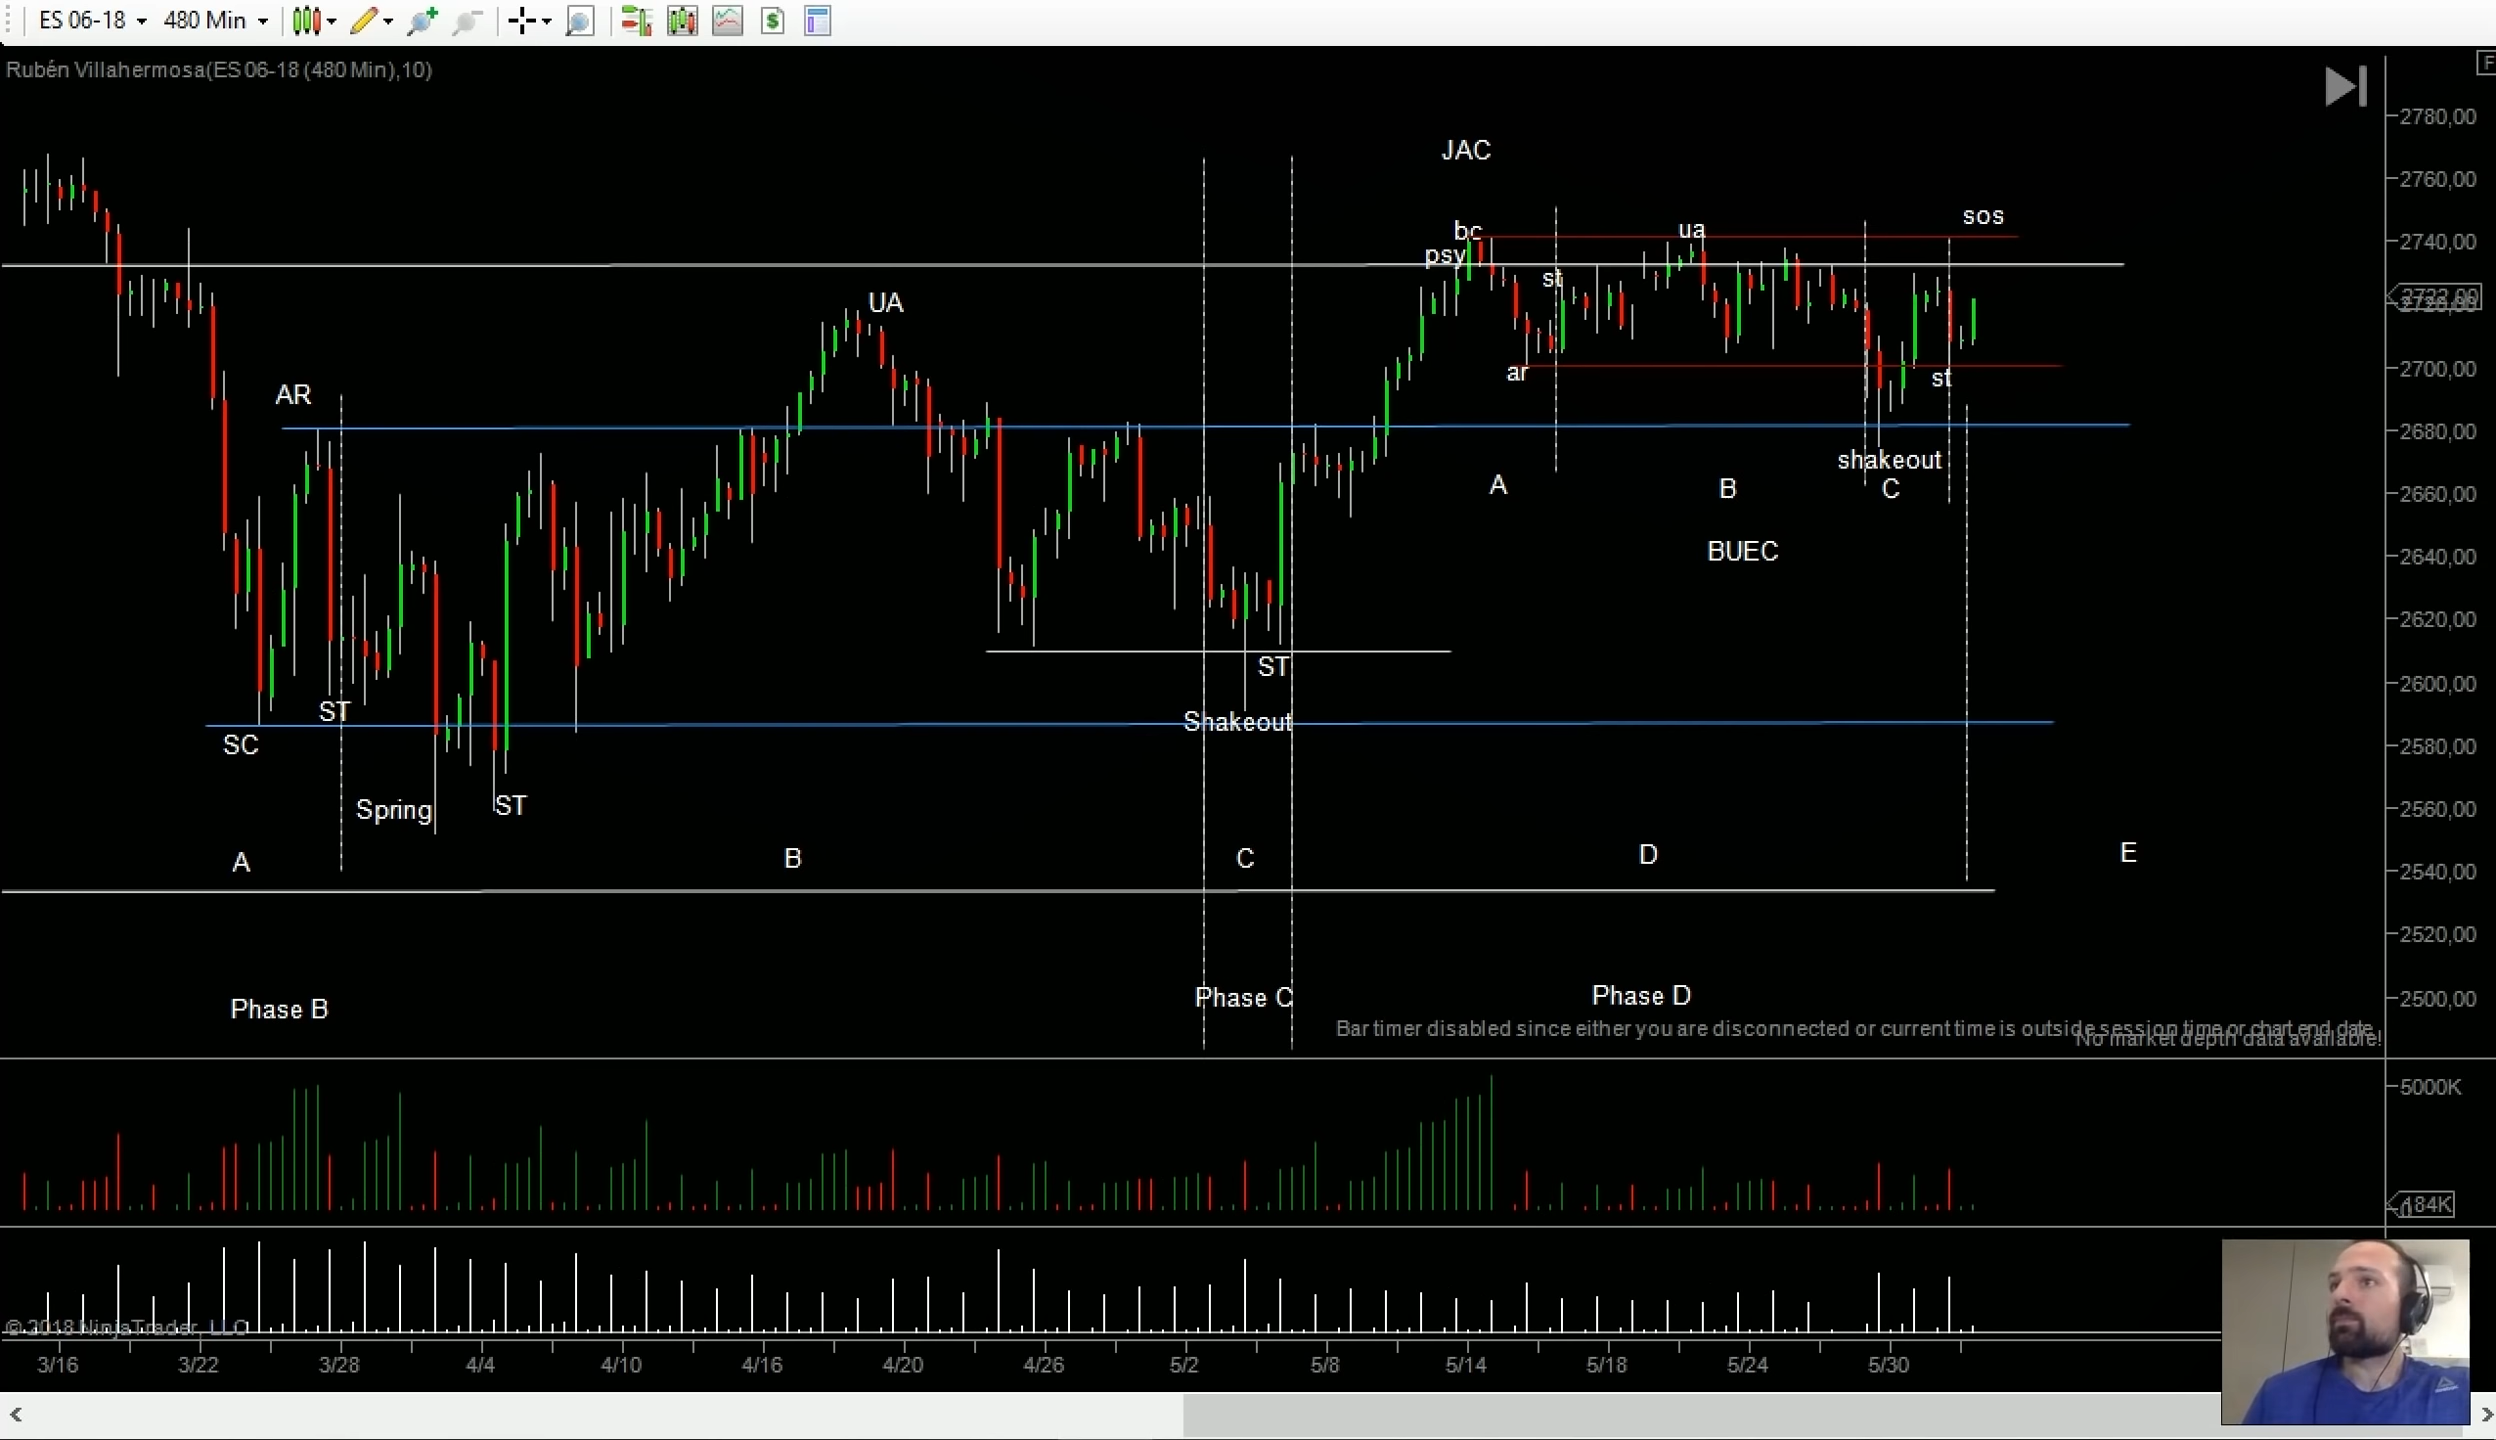 ES 06-18 480 Min
Rubén Villahermosa(ES 06-18 (480 Min),10)
F
2780,00
JAC
2760,00
sos
bc
ua
2740,00
psy
st
UA
2722,00
2720,00
2700,00
ar
st
AR
2680,00
shakeout
A
B
C
2660,00
BUEC
2640,00
2620,00
ST
2600,00
ST
Shakeout
SC
2580,00
Spring
ST
2560,00
A
B
C
D
E
2540,00
2520,00
Phase B
Phase C
Phase D
2500,00
Bar timer disabled since either you are disconnected or current time is outside session time or chart end date
No market depth data available!
5000K
184K
0
© 2018 NinjaTrader, LLC
3/16 3/22 3/28 4/4 4/10 4/16 4/20 4/26 5/2 5/8 5/14 5/18 5/24 5/30